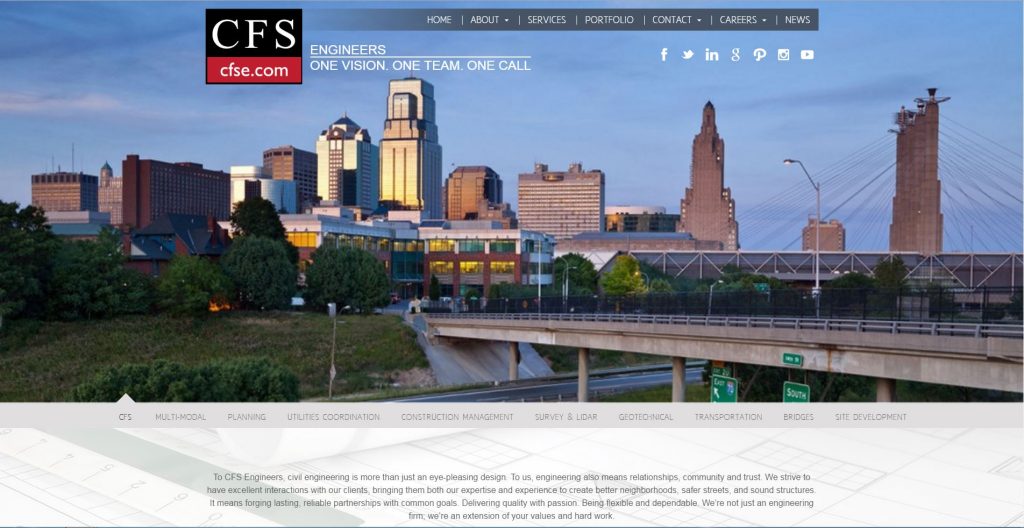 CFS
cfse.com
HOME | ABOUT | SERVICES | PORTFOLIO | CONTACT | CAREERS | NEWS
ENGINEERS
ONE VISION. ONE TEAM. ONE CALL
SOUTH
EAST
CFS MULTI-MODAL PLANNING UTILITIES COORDINATION CONSTRUCTION MANAGEMENT SURVEY & LIDAR GEOTECHNICAL TRANSPORTATION BRIDGES SITE DEVELOPMENT
To CFS Engineers, civil engineering is more than just an eye-pleasing design. To us, engineering also means relationships, community and trust. We strive to
have excellent interactions with our clients, bringing them both our expertise and experience to create better neighborhoods, safer streets, and sound structures.
It means forging lasting, reliable partnerships with common goals. Delivering quality with passion. Being flexible and dependable, We're not just an engineering
firm; we're an extension of your values and hard work.